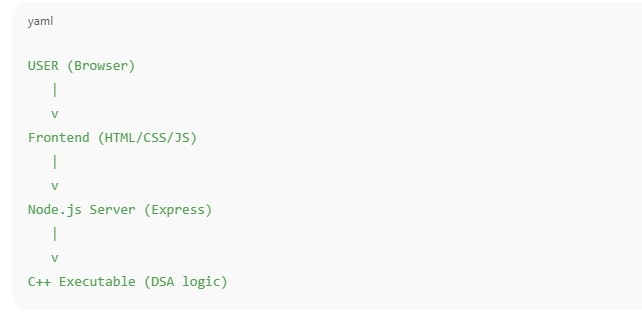 yaml
USER (Browser)
|
v
Frontend (HTML/CSS/JS)
|
v
Node.js Server (Express)
|
v
C++ Executable (DSA logic)